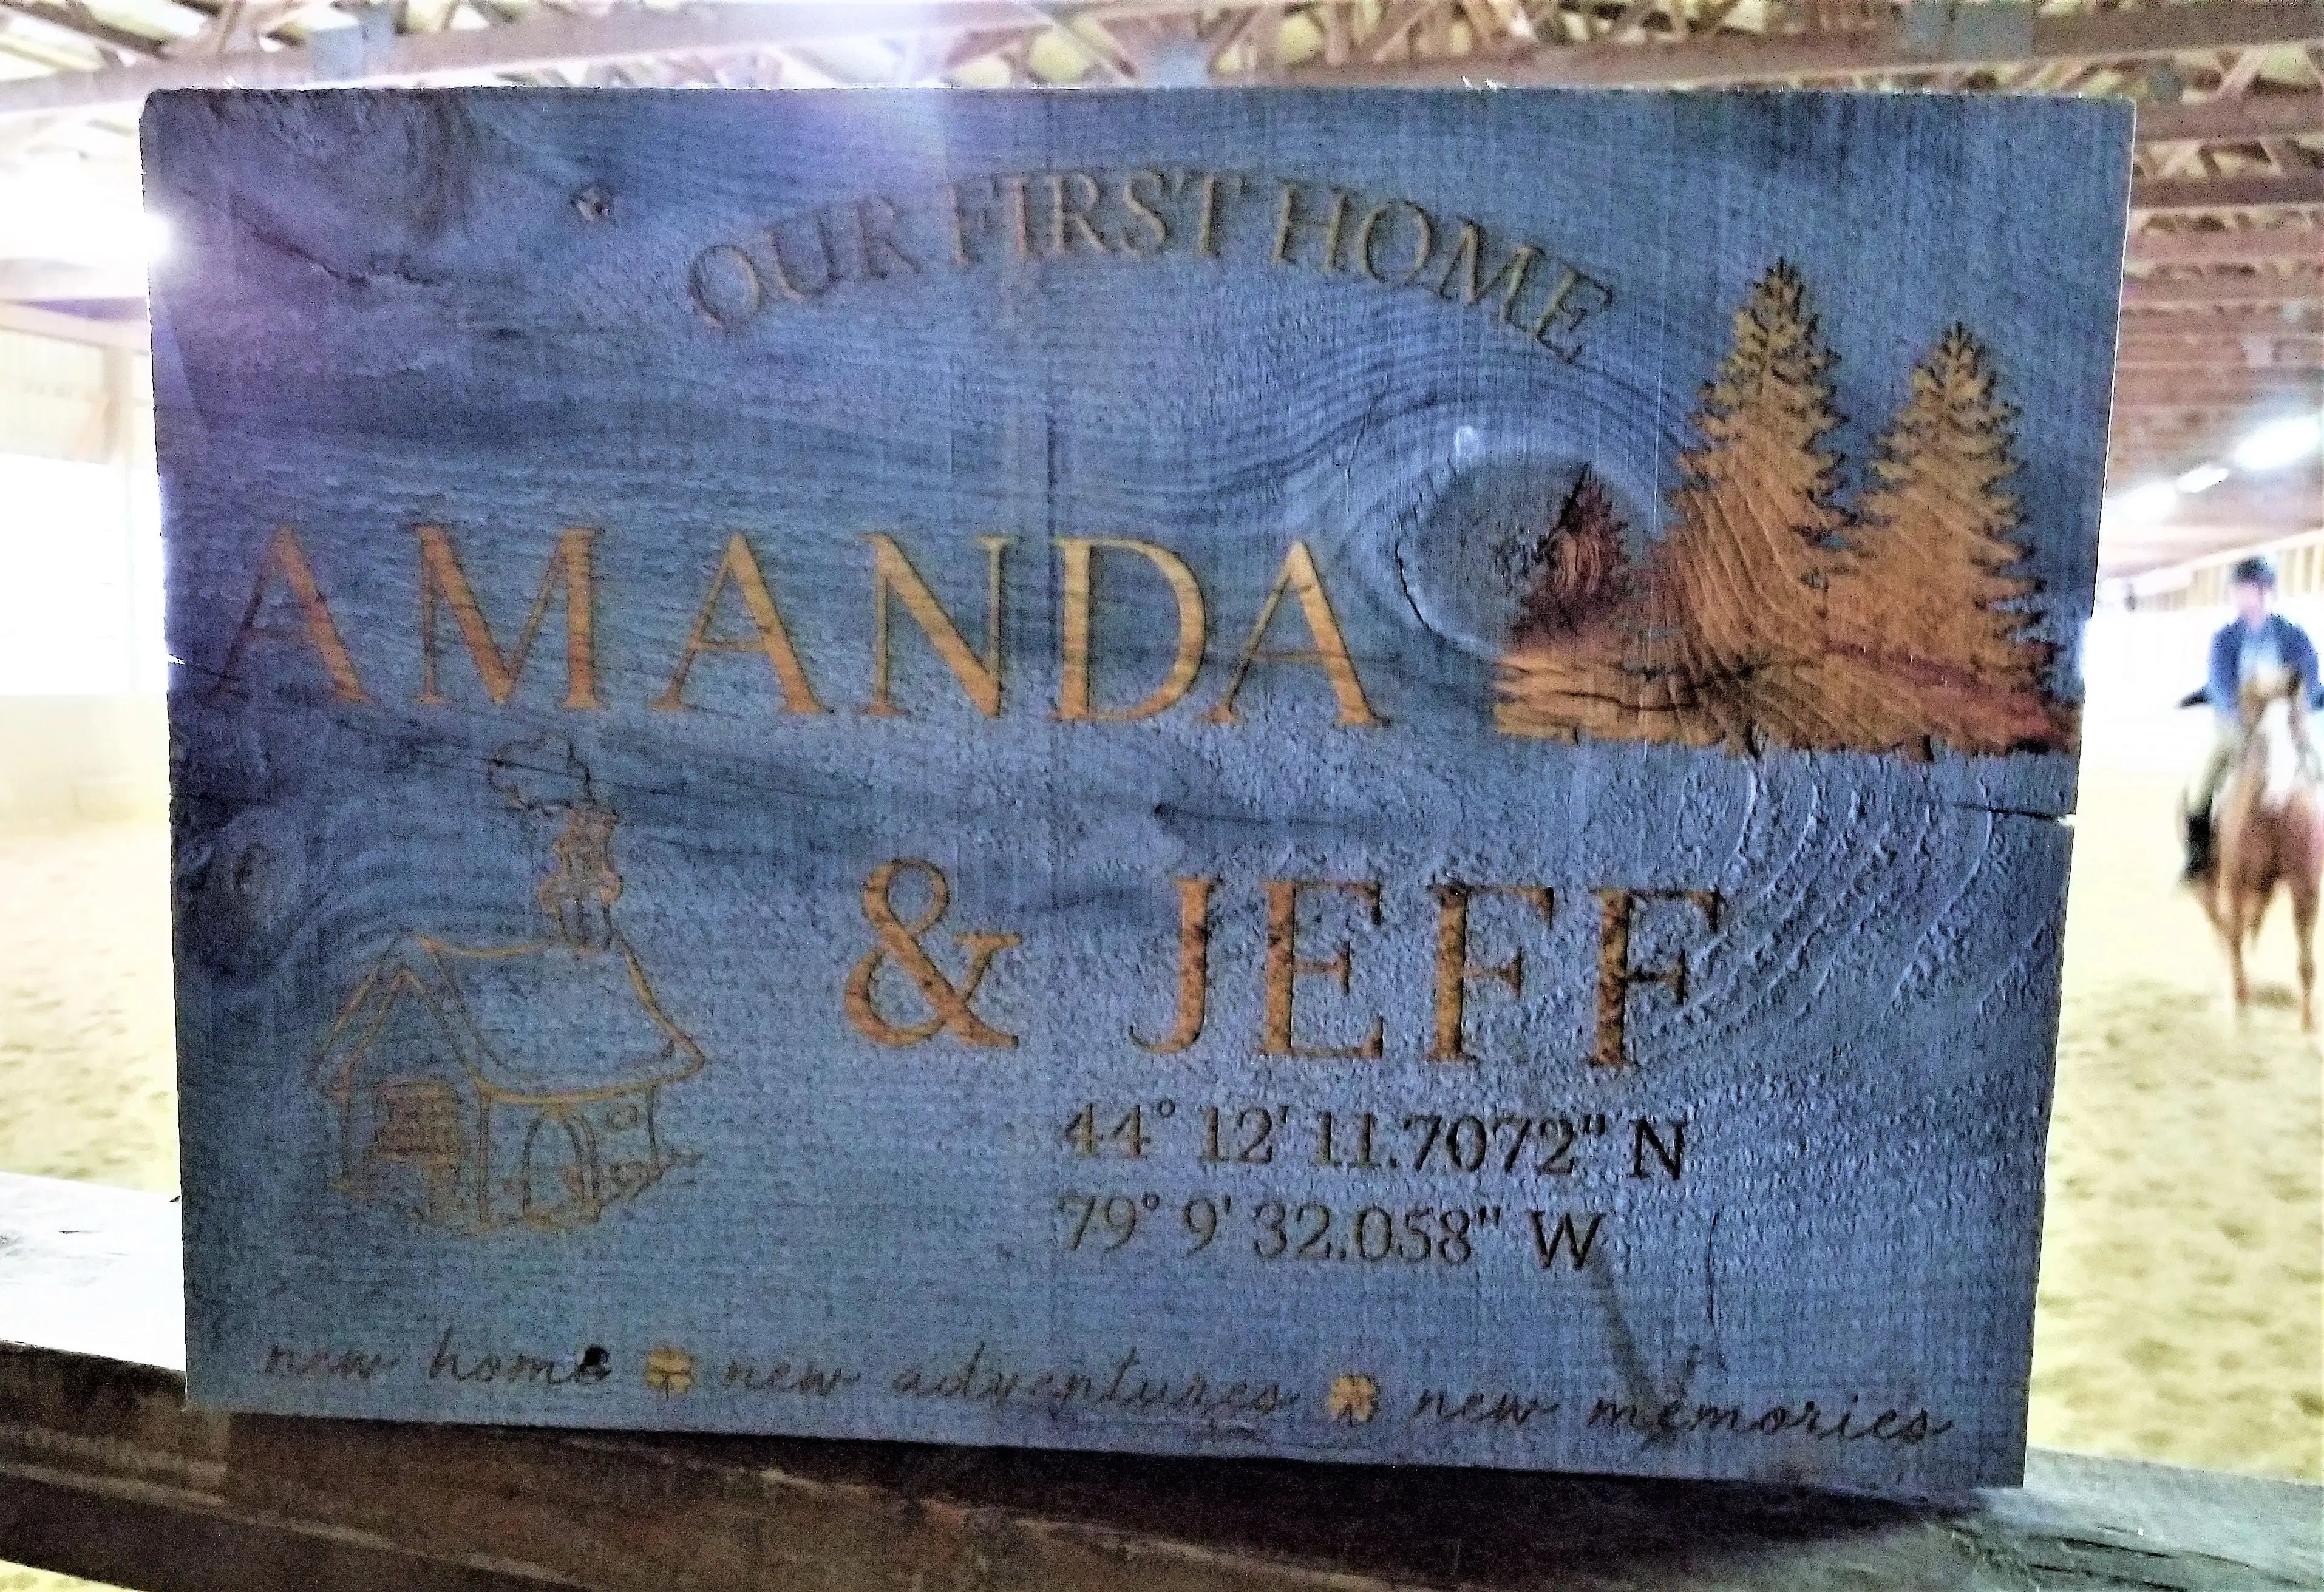 OUR FIRST HOME
AMANDA
& JEFF
44° 12' 11.7072" N
79° 9' 32.058" W
new home new adventures new memories